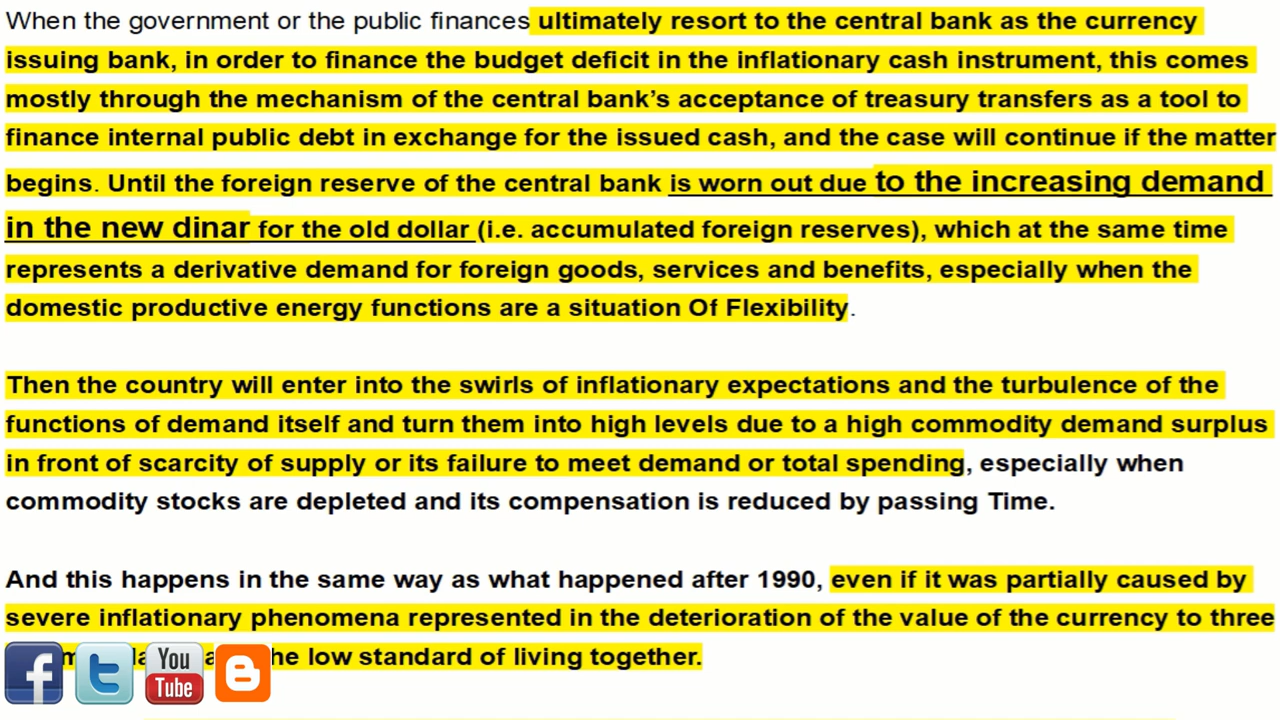 When the government or the public finances ultimately resort to the central bank as the currency
issuing bank, in order to finance the budget deficit in the inflationary cash instrument, this comes
mostly through the mechanism of the central bank’s acceptance of treasury transfers as a tool to
finance internal public debt in exchange for the issued cash, and the case will continue if the matter
begins. Until the foreign reserve of the central bank is worn out due to the increasing demand
in the new dinar for the old dollar (i.e. accumulated foreign reserves), which at the same time
represents a derivative demand for foreign goods, services and benefits, especially when the
domestic productive energy functions are a situation Of Flexibility.
Then the country will enter into the swirls of inflationary expectations and the turbulence of the
functions of demand itself and turn them into high levels due to a high commodity demand surplus
in front of scarcity of supply or its failure to meet demand or total spending, especially when
commodity stocks are depleted and its compensation is reduced by passing Time.
And this happens in the same way as what happened after 1990, even if it was partially caused by
severe inflationary phenomena represented in the deterioration of the value of the currency to three
low standard of living together.
You
Tube